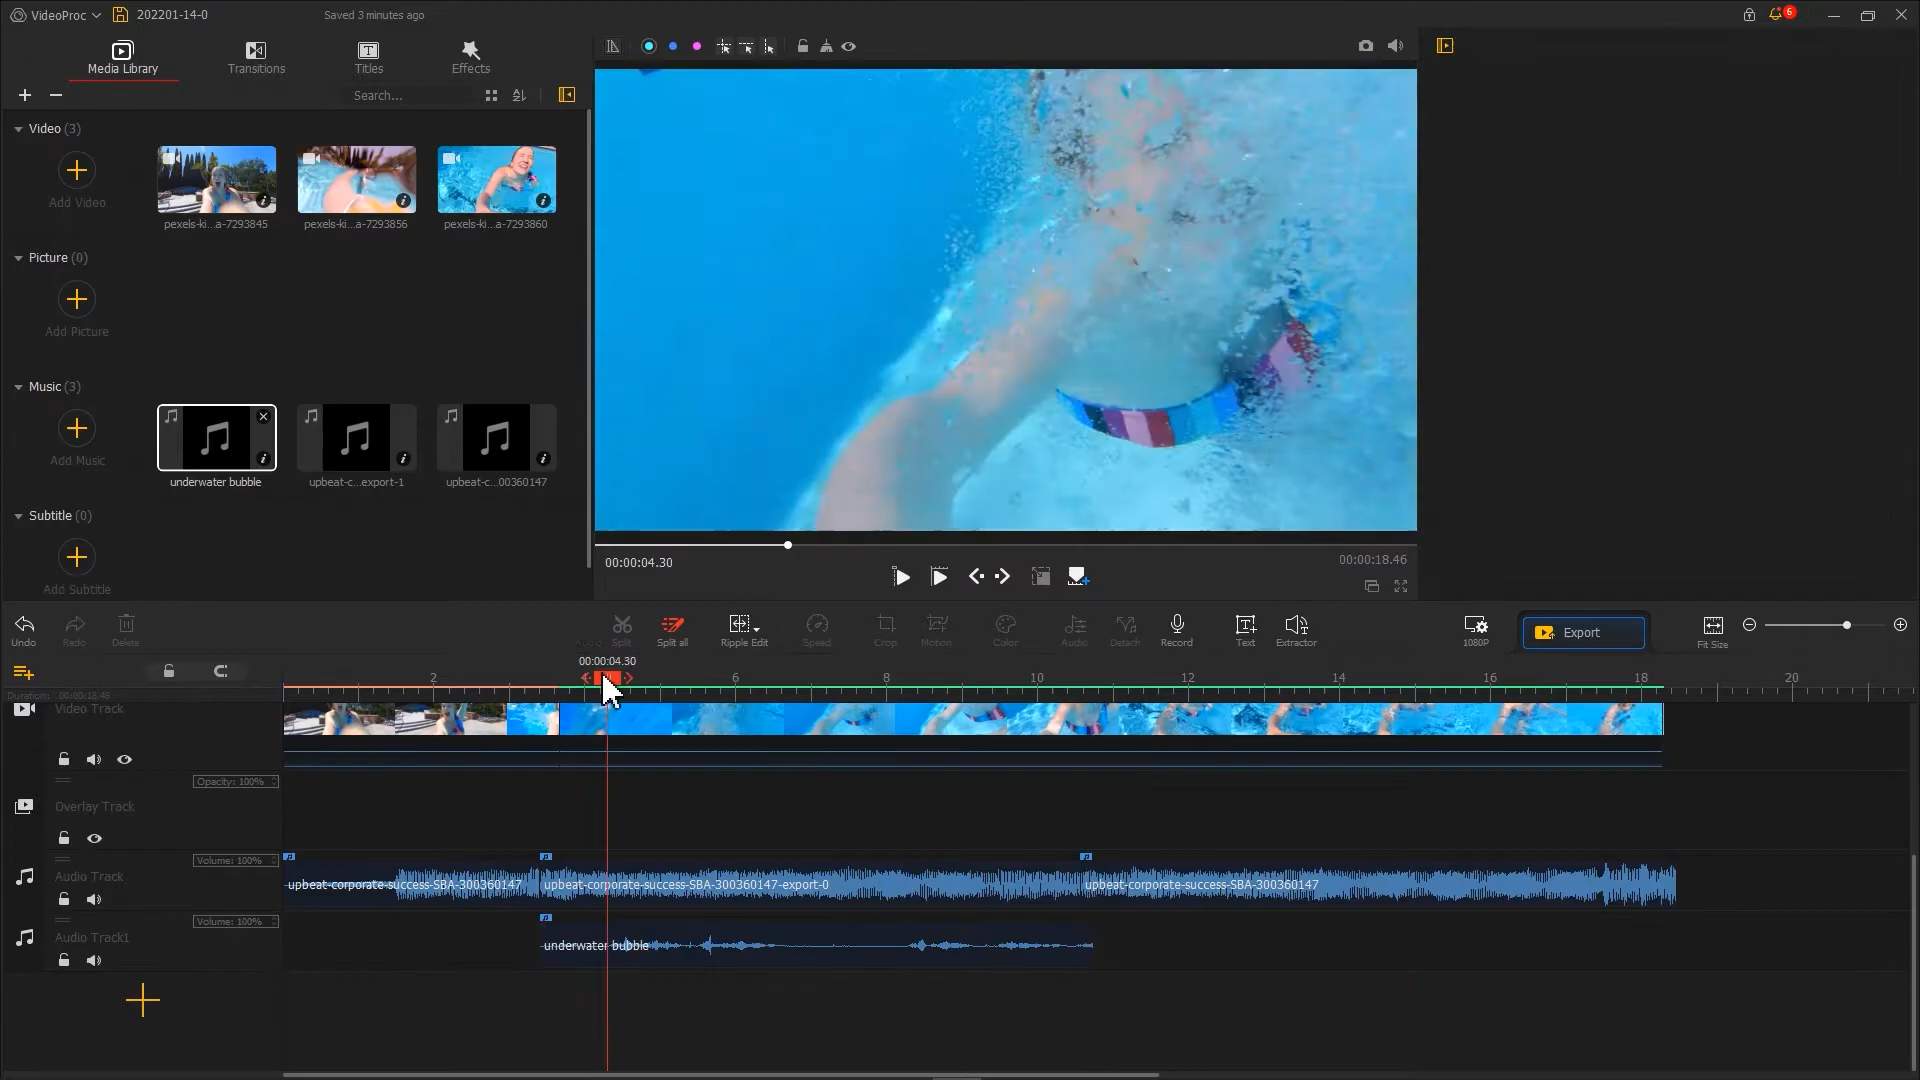 VideoProc
202201-14-0
Saved 3 minutes ago
6
Media Library
Transitions
Titles
Effects
Search...
Video (3)
Add Video
pexels-ki...a-7293845
pexels-ki...a-7293856
pexels-ki...a-7293860
Picture (0)
Add Picture
Music (3)
Add Music
underwater bubble
upbeat-c...export-1
upbeat-c...00360147
Subtitle (0)
Add Subtitle
00:00:04.30
00:00:18.46
Undo
Redo
Delete
Audio
Split
Split all
Ripple Edit
Speed
Crop
Motion
Color
Audio
Detach
Record
Text
Extractor
1080P
Export
Fit Size
00:00:04.30
2
6
8
10
12
14
16
18
20
Duration: 00:00:18.46
Video Track
Opacity: 100%
Overlay Track
Volume: 100%
Audio Track
upbeat-corporate-success-SBA-300360147
upbeat-corporate-success-SBA-300360147-export-0
upbeat-corporate-success-SBA-300360147
Volume: 100%
Audio Track1
underwater bubble